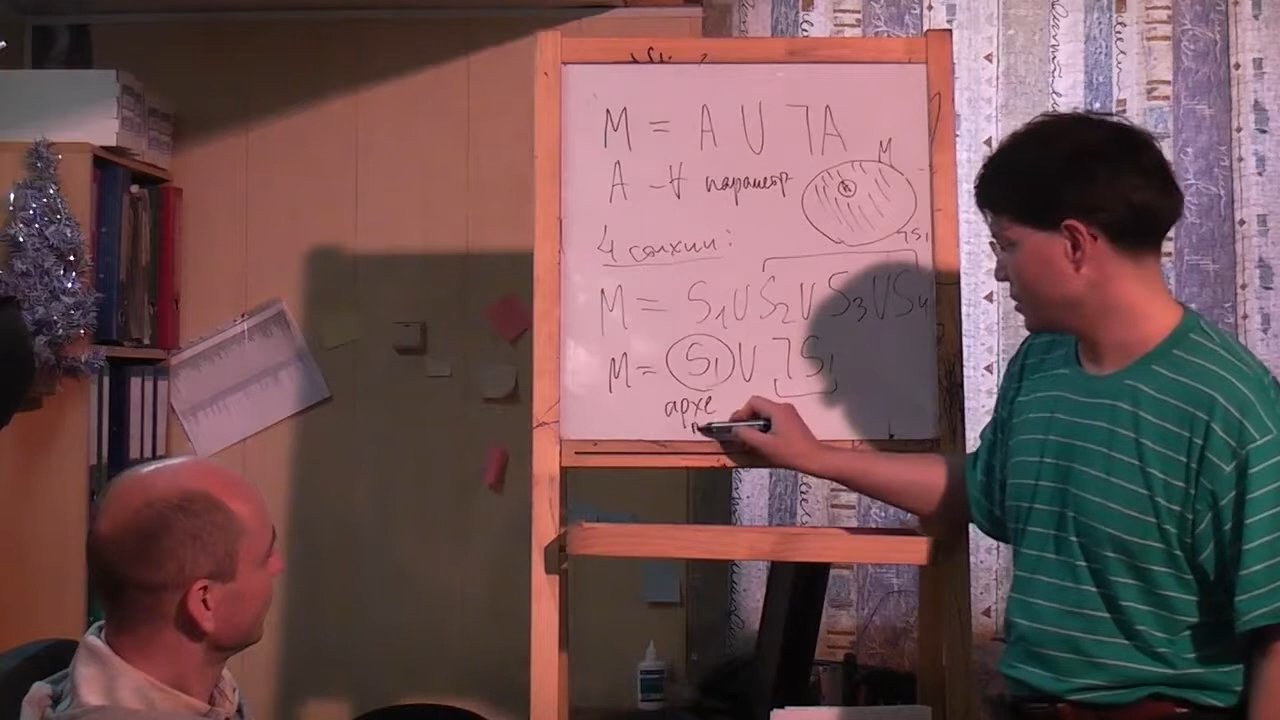 M = A ∪ ⅂A
A – ∀ параметр
M
A
⅂S₁
4 стихии:
M = S₁ ∪ S₂ ∪ S₃ ∪ S₄
M = S₁ ∪ ⅂S₁
архе